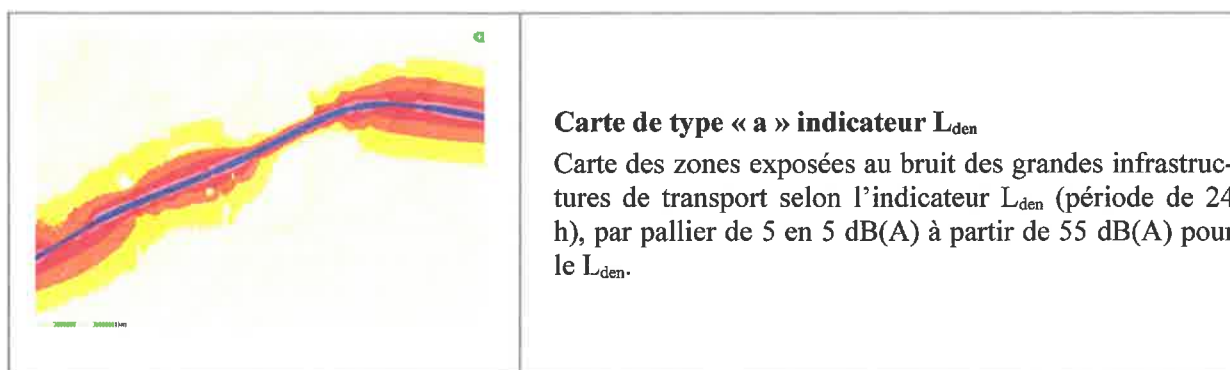 Carte de type « a » indicateur Lden
Carte des zones exposées au bruit des grandes infrastruc-
tures de transport selon l'indicateur Lden (période de 24
h), par pallier de 5 en 5 dB(A) à partir de 55 dB(A) pour
le Lden.